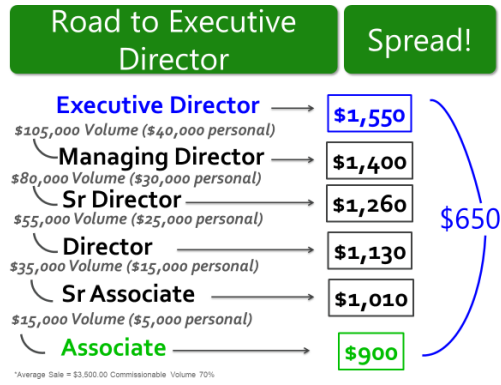 Road to Executive
Director
Spread!
Executive Director
$1,550
$105,000 Volume ($40,000 personal)
Managing Director
$1,400
$80,000 Volume ($30,000 personal)
Sr Director
$1,260
$55,000 Volume ($25,000 personal)
$650
Director
$1,130
$35,000 Volume ($15,000 personal)
Sr Associate
$1,010
$15,000 Volume ($5,000 personal)
Associate
$900
*Average Sale = $3,500.00 Commissionable Volume 70%